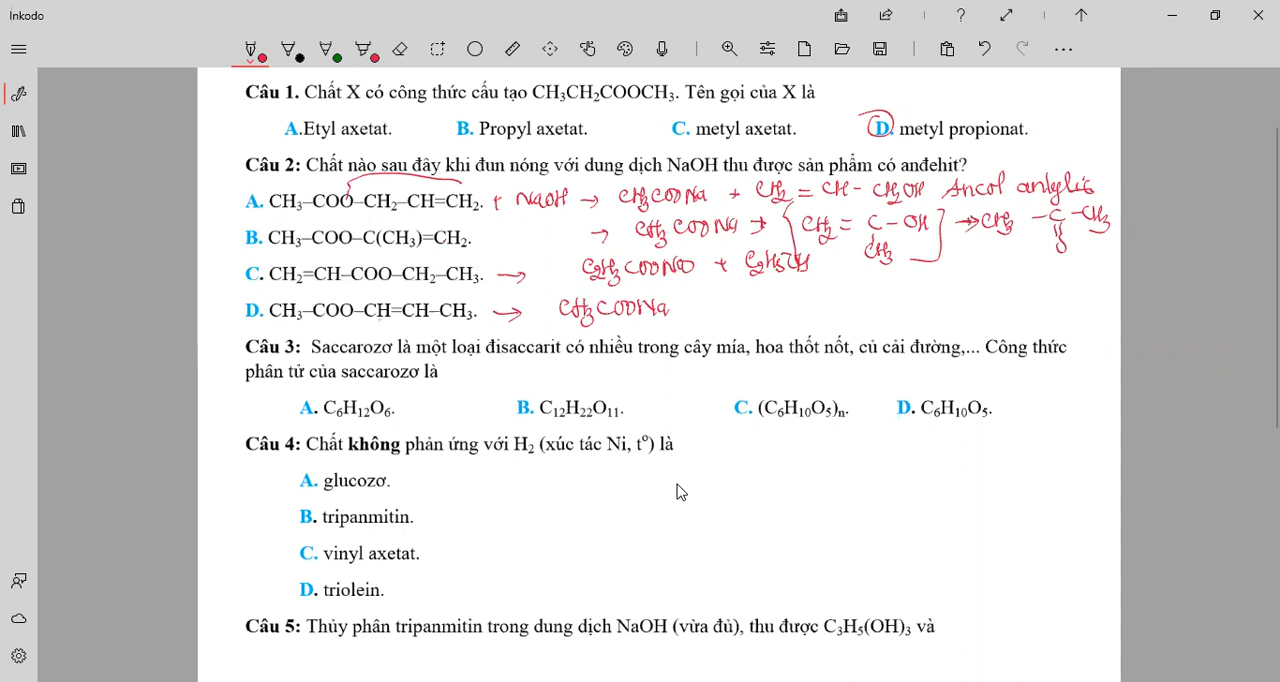 Inkodo
Câu 1. Chất X có công thức cấu tạo CH₃CH₂COOCH₃. Tên gọi của X là
A.Etyl axetat. B. Propyl axetat. C. metyl axetat. D. metyl propionat.
Câu 2: Chất nào sau đây khi đun nóng với dung dịch NaOH thu được sản phẩm có anđehit?
A. CH₃–COO–CH₂–CH=CH₂. + NaOH → CH₃COONa + CH₂ = CH - CH₂OH Ancol anlylic
B. CH₃–COO–C(CH₃)=CH₂. → CH₃COONa + CH₂ = C - OH → CH₃ - C - CH₃
CH₃ O
C. CH₂=CH–COO–CH₂–CH₃. → C₂H₃COONa + C₂H₅OH
D. CH₃–COO–CH=CH–CH₃. → CH₃COONa
Câu 3: Saccarozơ là một loại đisaccarit có nhiều trong cây mía, hoa thốt nốt, củ cải đường,... Công thức
phân tử của saccarozơ là
A. C₆H₁₂O₆. B. C₁₂H₂₂O₁₁. C. (C₆H₁₀O₅)ₙ. D. C₆H₁₀O₅.
Câu 4: Chất không phản ứng với H₂ (xúc tác Ni, tº) là
A. glucozơ.
B. tripanmitin.
C. vinyl axetat.
D. triolein.
Câu 5: Thủy phân tripanmitin trong dung dịch NaOH (vừa đủ), thu được C₃H₅(OH)₃ và